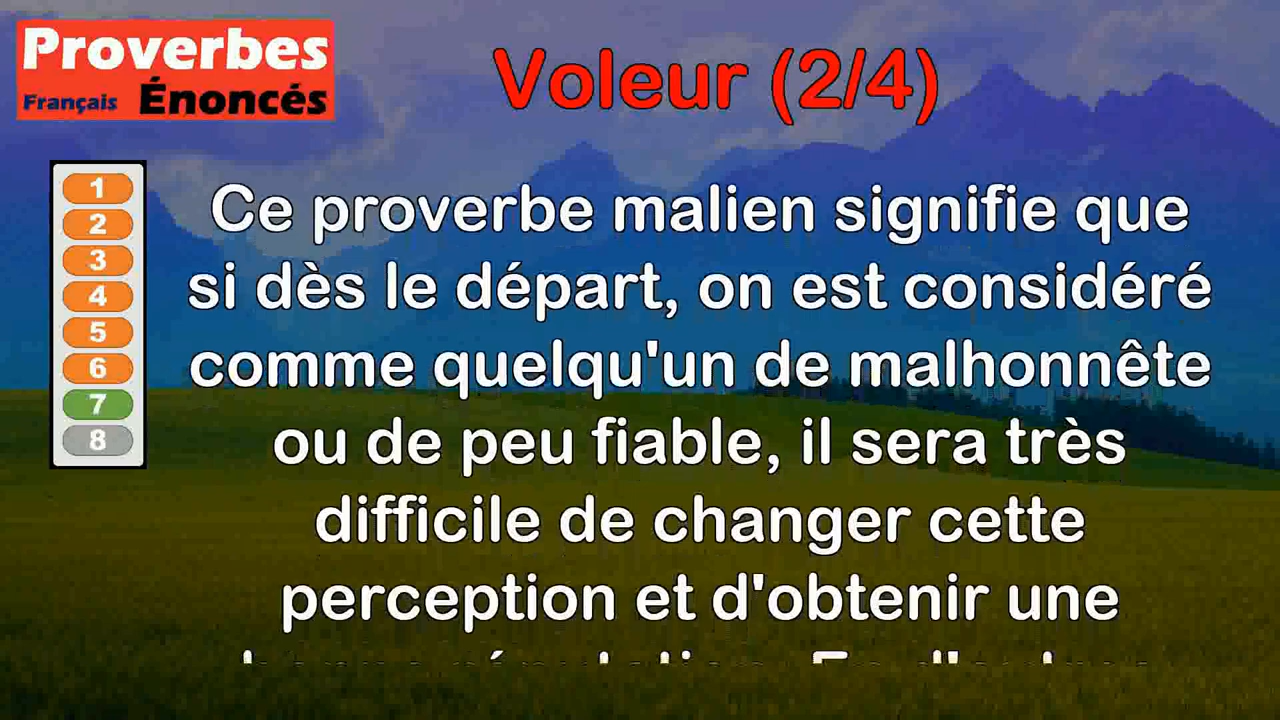 Proverbes
Français Énoncés
Voleur (2/4)
1
2
3
4
5
6
7
8
Ce proverbe malien signifie que
si dès le départ, on est considéré
comme quelqu'un de malhonnête
ou de peu fiable, il sera très
difficile de changer cette
perception et d'obtenir une